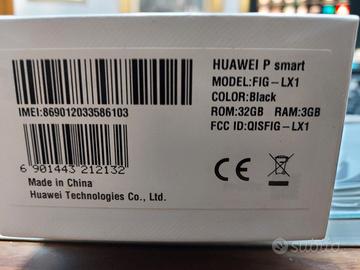 HUAWEI P smart
MODEL:FIG-LX1
COLOR:Black
IMEI:869012033586103
ROM:32GB RAM:3GB
FCC ID:QISFIG-LX1
6 901443 212132
CE
Made in China
Huawei Technologies Co., Ltd.
subito